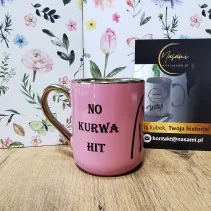 NO
KURWA
HIT
Nasami
Kubek, Twoja historia!
kontakt@nasami.pl